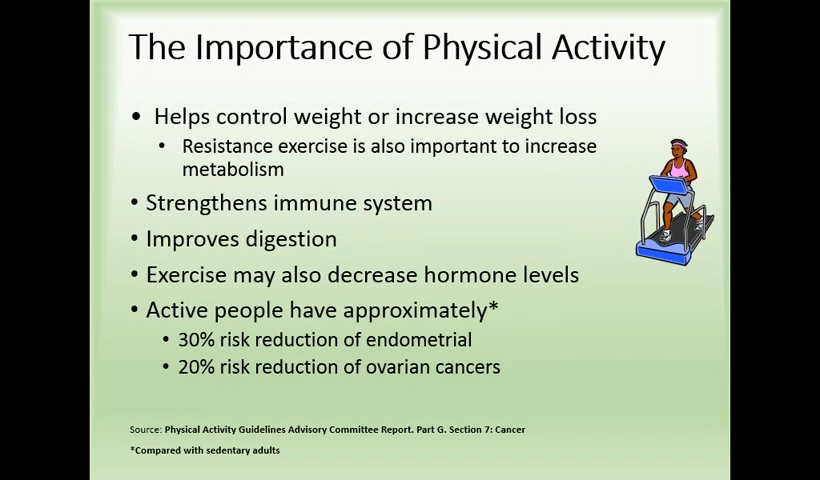 The Importance of Physical Activity
• Helps control weight or increase weight loss
• Resistance exercise is also important to increase
metabolism
• Strengthens immune system
• Improves digestion
• Exercise may also decrease hormone levels
• Active people have approximately*
• 30% risk reduction of endometrial
• 20% risk reduction of ovarian cancers
Source: Physical Activity Guidelines Advisory Committee Report. Part G. Section 7: Cancer
*Compared with sedentary adults